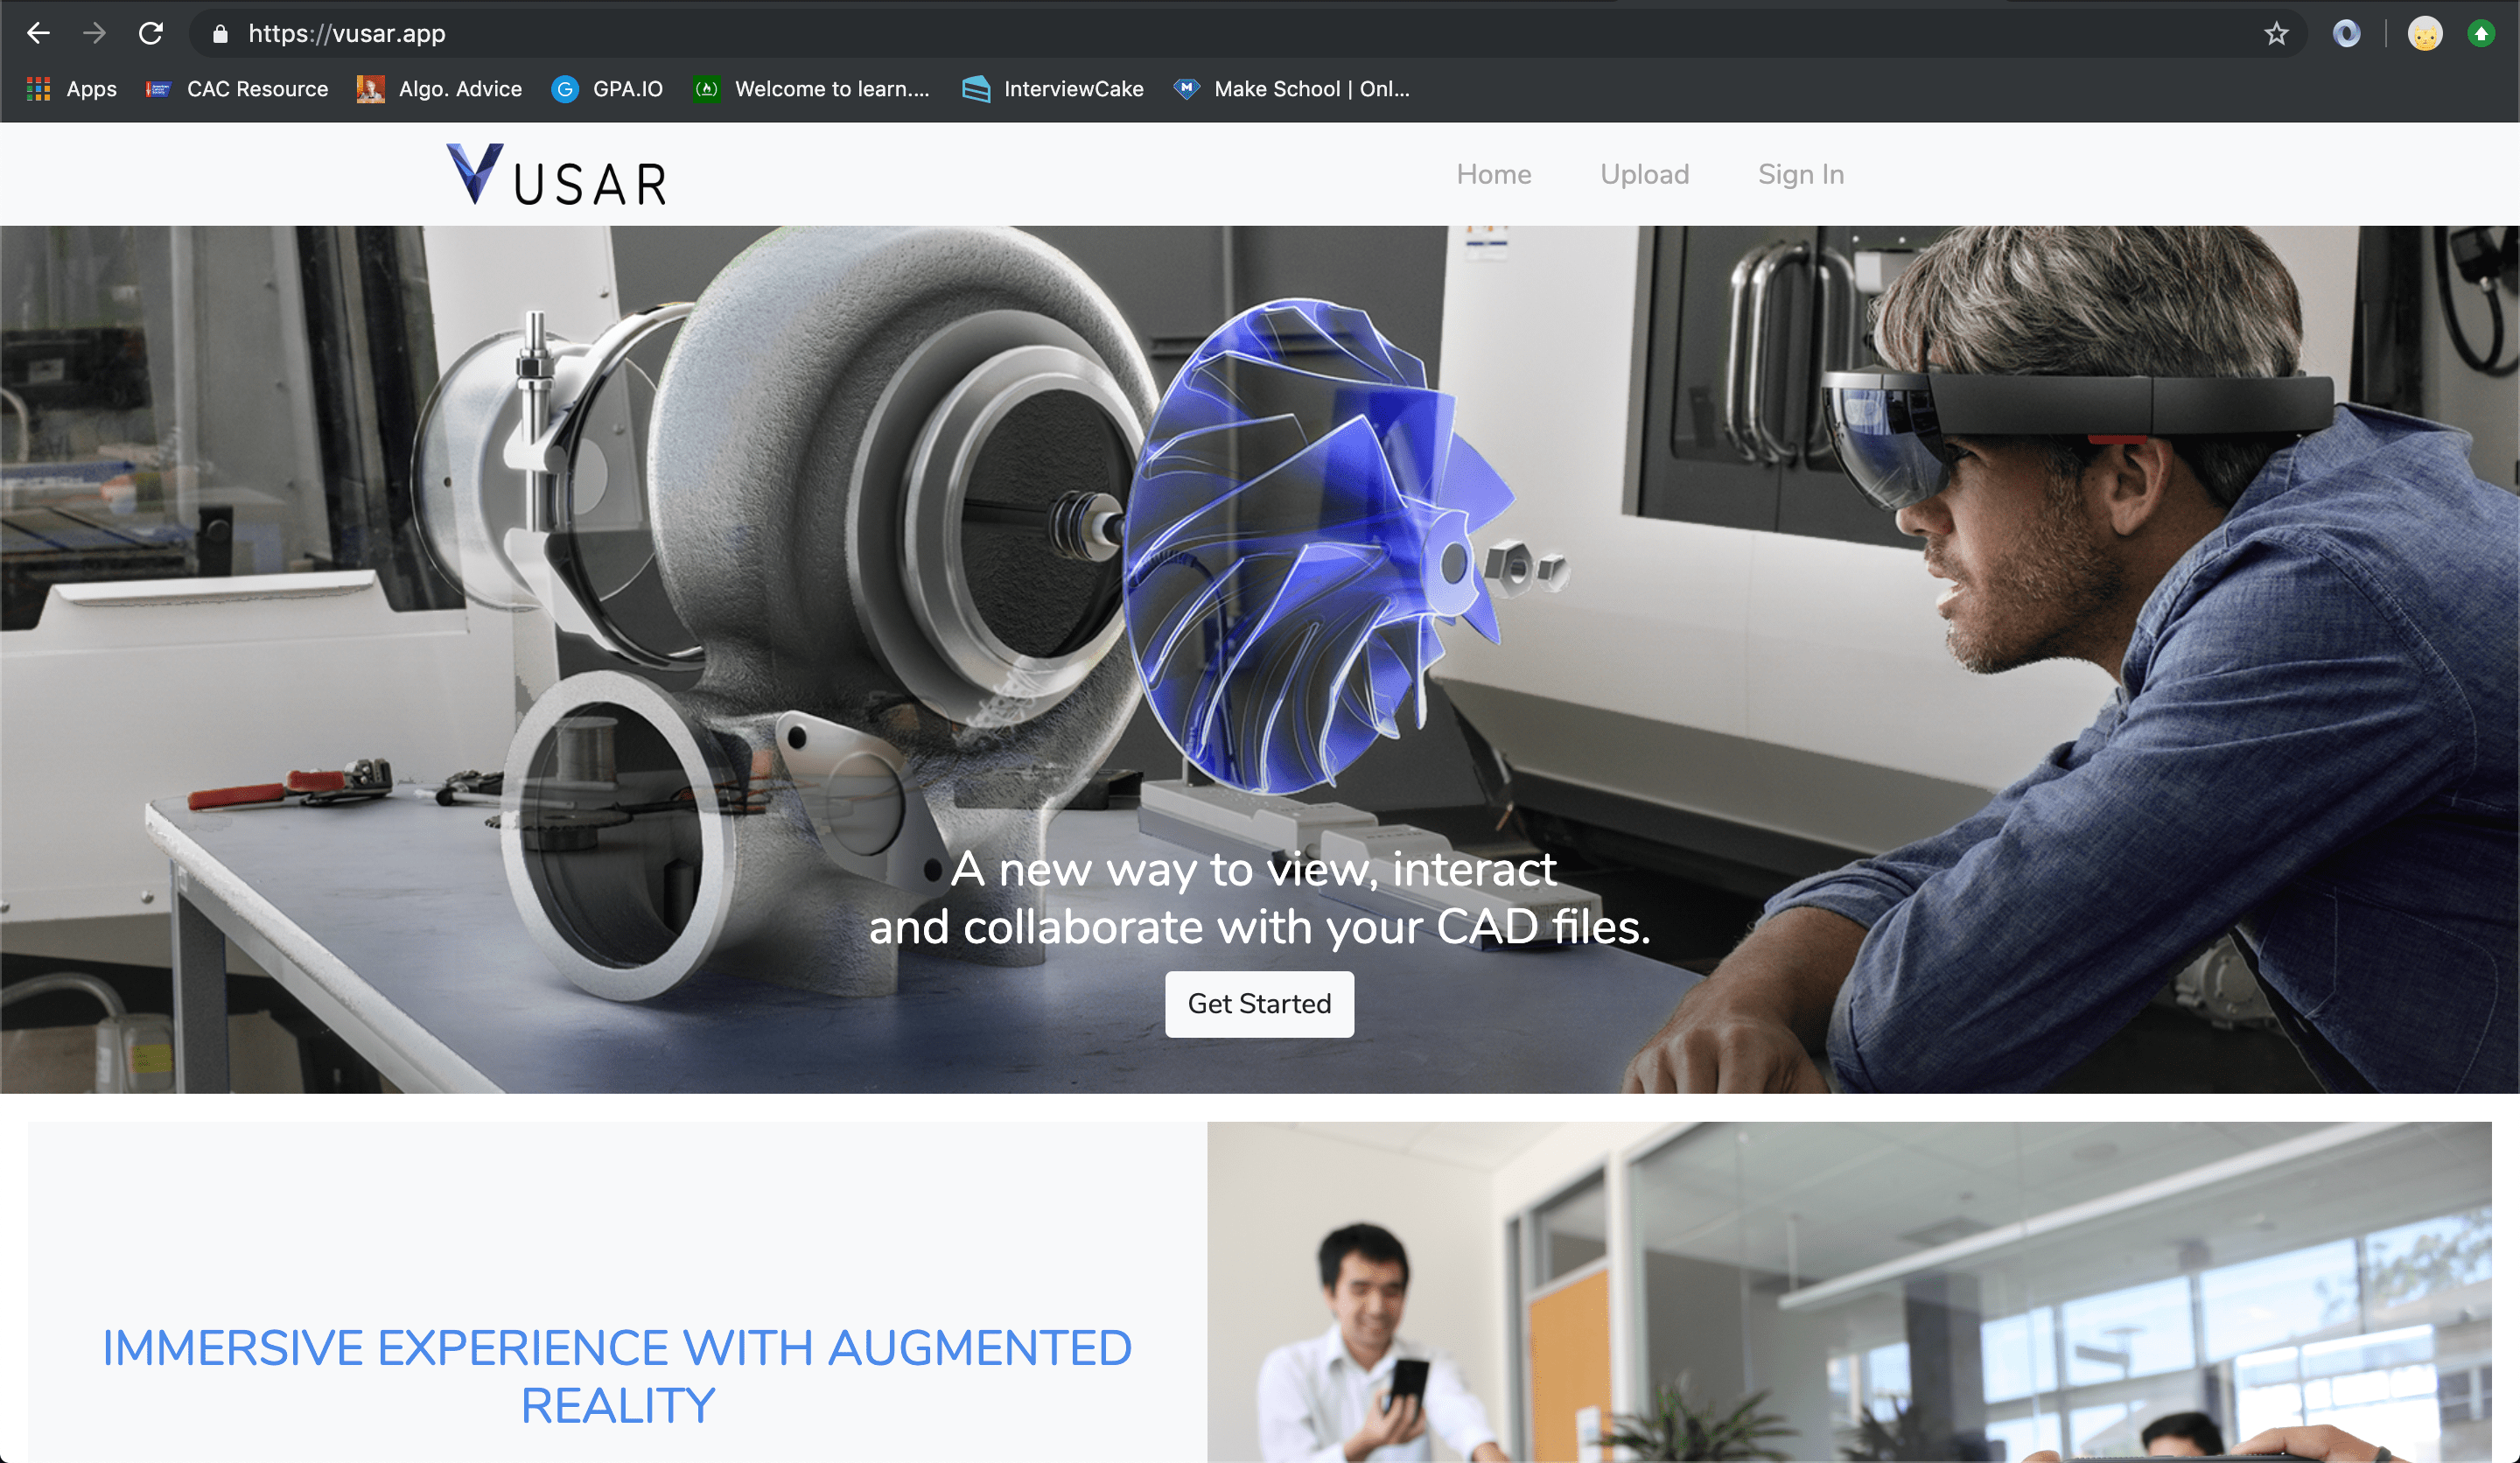 https://vusar.app
Apps CAC Resource Algo. Advice GPA.IO Welcome to learn.... InterviewCake Make School | Onl...
VUSAR Home Upload Sign In
A new way to view, interact
and collaborate with your CAD files.
Get Started
IMMERSIVE EXPERIENCE WITH AUGMENTED
REALITY